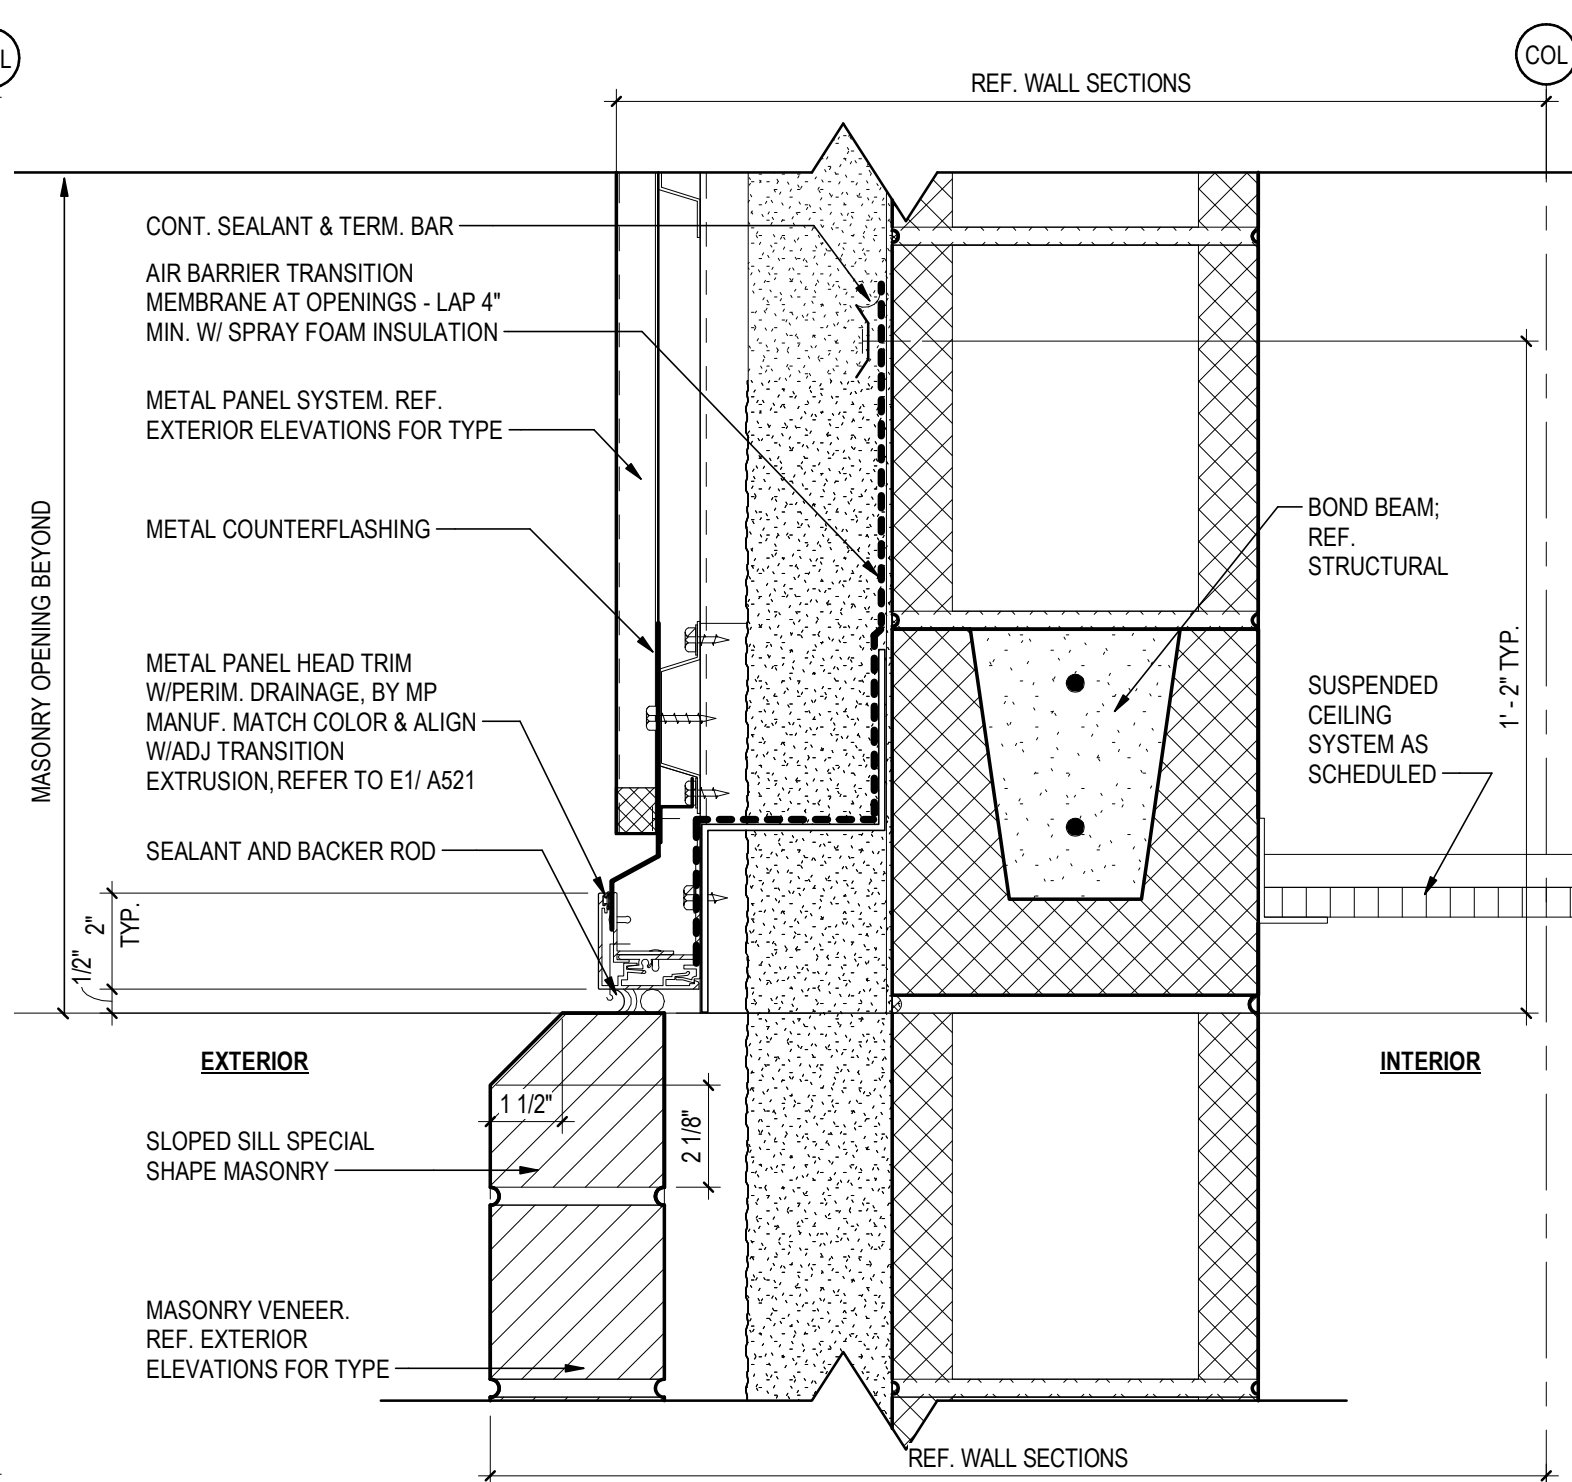 L
COL
REF. WALL SECTIONS
CONT. SEALANT & TERM. BAR
AIR BARRIER TRANSITION
MEMBRANE AT OPENINGS - LAP 4"
MIN. W/ SPRAY FOAM INSULATION
METAL PANEL SYSTEM. REF.
EXTERIOR ELEVATIONS FOR TYPE
METAL COUNTERFLASHING
METAL PANEL HEAD TRIM
W/PERIM. DRAINAGE, BY MP
MANUF. MATCH COLOR & ALIGN
W/ADJ TRANSITION
EXTRUSION, REFER TO E1/ A521
SEALANT AND BACKER ROD
MASONRY OPENING BEYOND
2"
TYP.
1/2"
BOND BEAM;
REF.
STRUCTURAL
1' - 2" TYP.
SUSPENDED
CEILING
SYSTEM AS
SCHEDULED
EXTERIOR
INTERIOR
1 1/2"
2 1/8"
SLOPED SILL SPECIAL
SHAPE MASONRY
MASONRY VENEER.
REF. EXTERIOR
ELEVATIONS FOR TYPE
REF. WALL SECTIONS